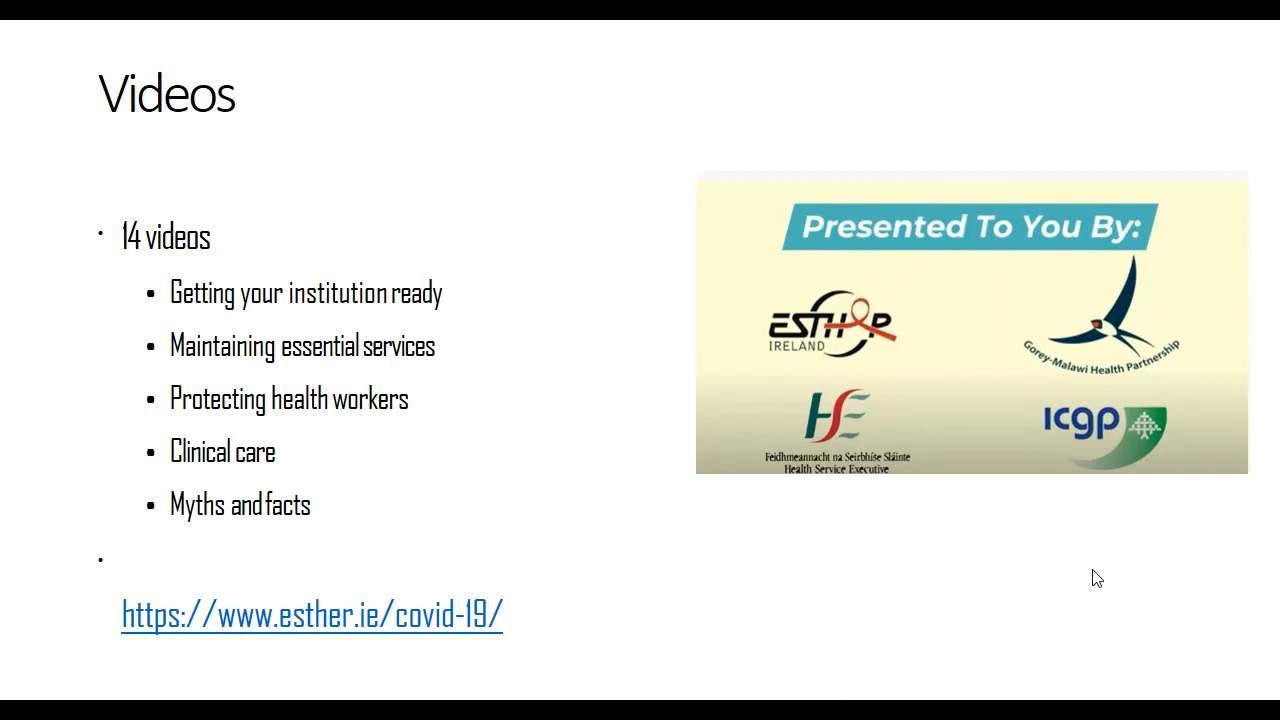 Videos
14 videos
Getting your institution ready
Maintaining essential services
Protecting health workers
Clinical care
Myths and facts
https://www.esther.ie/covid-19/
Presented To You By:
ESTHER
IRELAND
Gorey-Malawi Health Partnership
HSE
Feidhmeannacht na Seirbhíse Sláinte
Health Service Executive
icgp